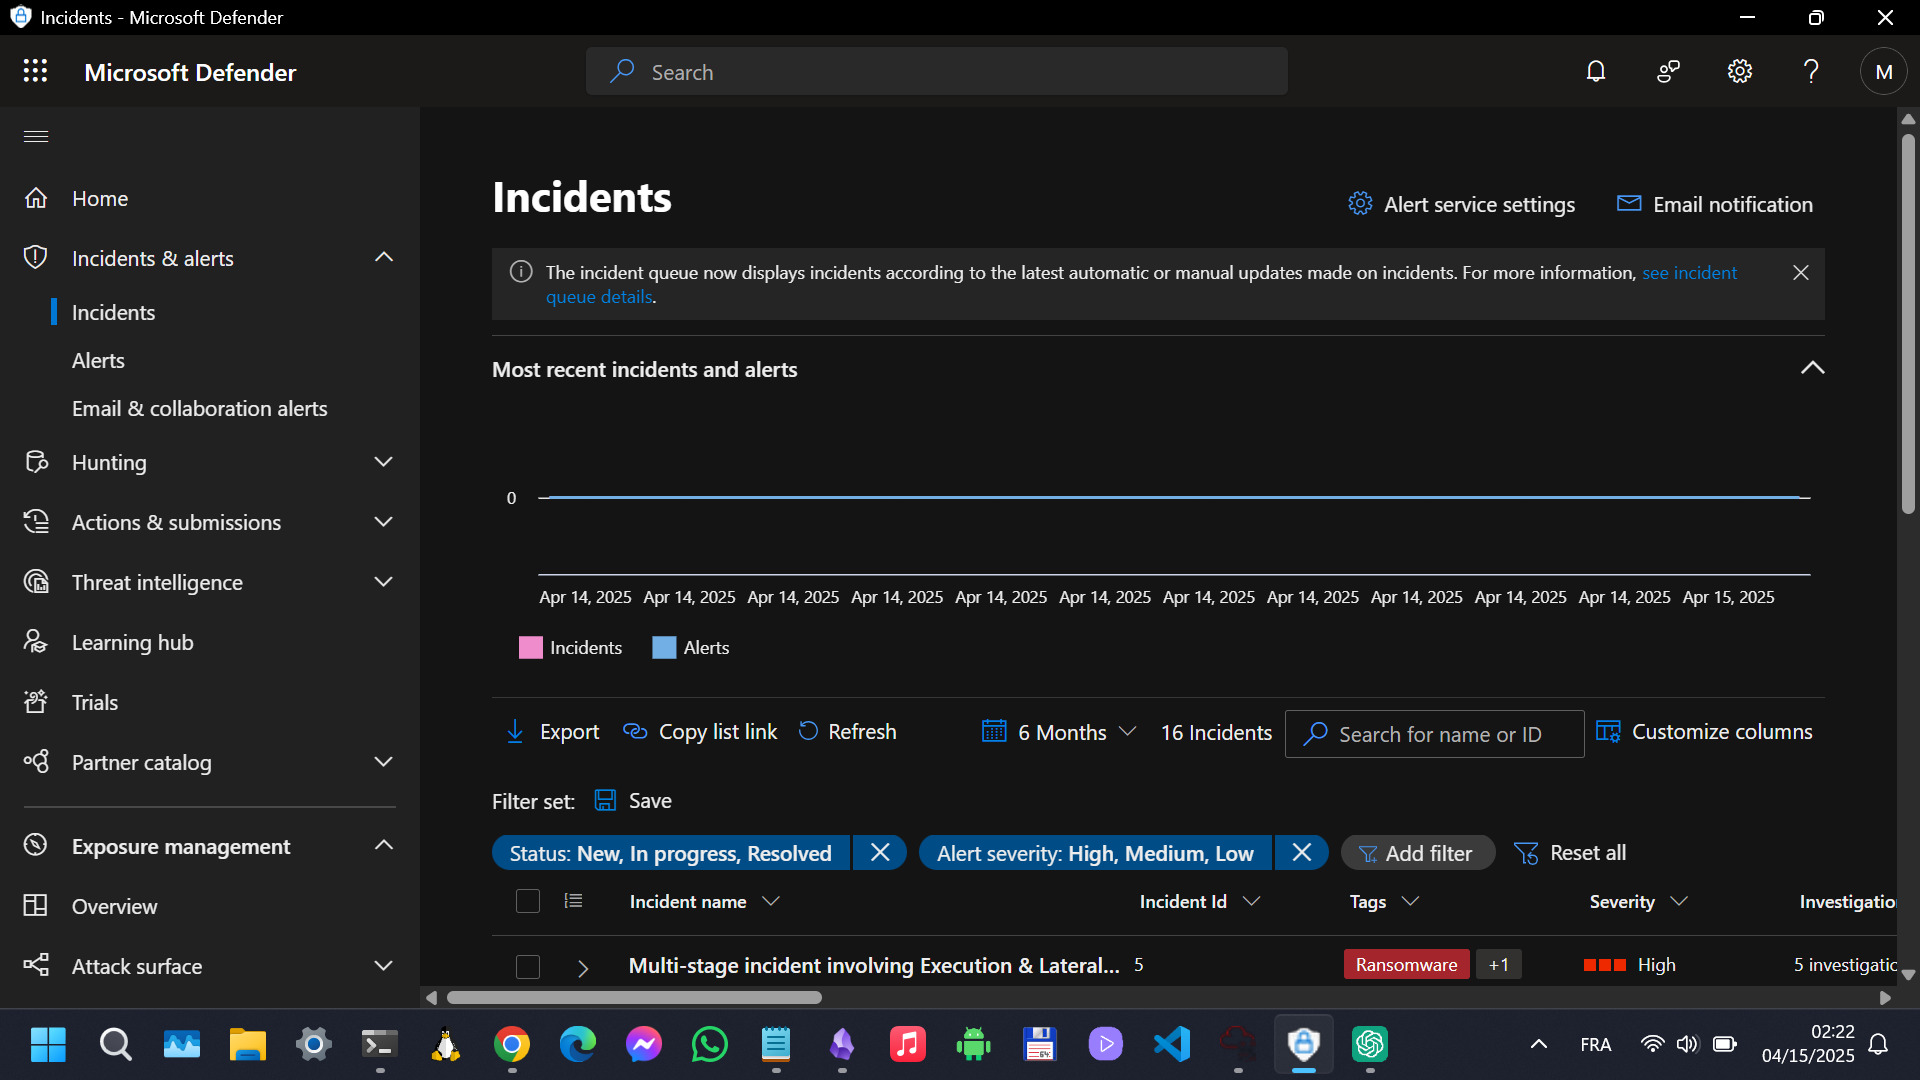 Incidents - Microsoft Defender
Microsoft Defender
Search
M
Home
Incidents & alerts
Incidents
Alerts
Email & collaboration alerts
Hunting
Actions & submissions
Threat intelligence
Learning hub
Trials
Partner catalog
Exposure management
Overview
Attack surface
Incidents
Alert service settings
Email notification
The incident queue now displays incidents according to the latest automatic or manual updates made on incidents. For more information, see incident
queue details.
Most recent incidents and alerts
0
Apr 14, 2025 Apr 14, 2025 Apr 14, 2025 Apr 14, 2025 Apr 14, 2025 Apr 14, 2025 Apr 14, 2025 Apr 14, 2025 Apr 14, 2025 Apr 14, 2025 Apr 14, 2025 Apr 15, 2025
Incidents Alerts
Export Copy list link Refresh 6 Months 16 Incidents Search for name or ID Customize columns
Filter set: Save
Status: New, In progress, Resolved Alert severity: High, Medium, Low Add filter Reset all
Incident name Incident Id Tags Severity Investigatio
Multi-stage incident involving Execution & Lateral... 5 Ransomware +1 High 5 investigatic
64
FRA
02:22
04/15/2025